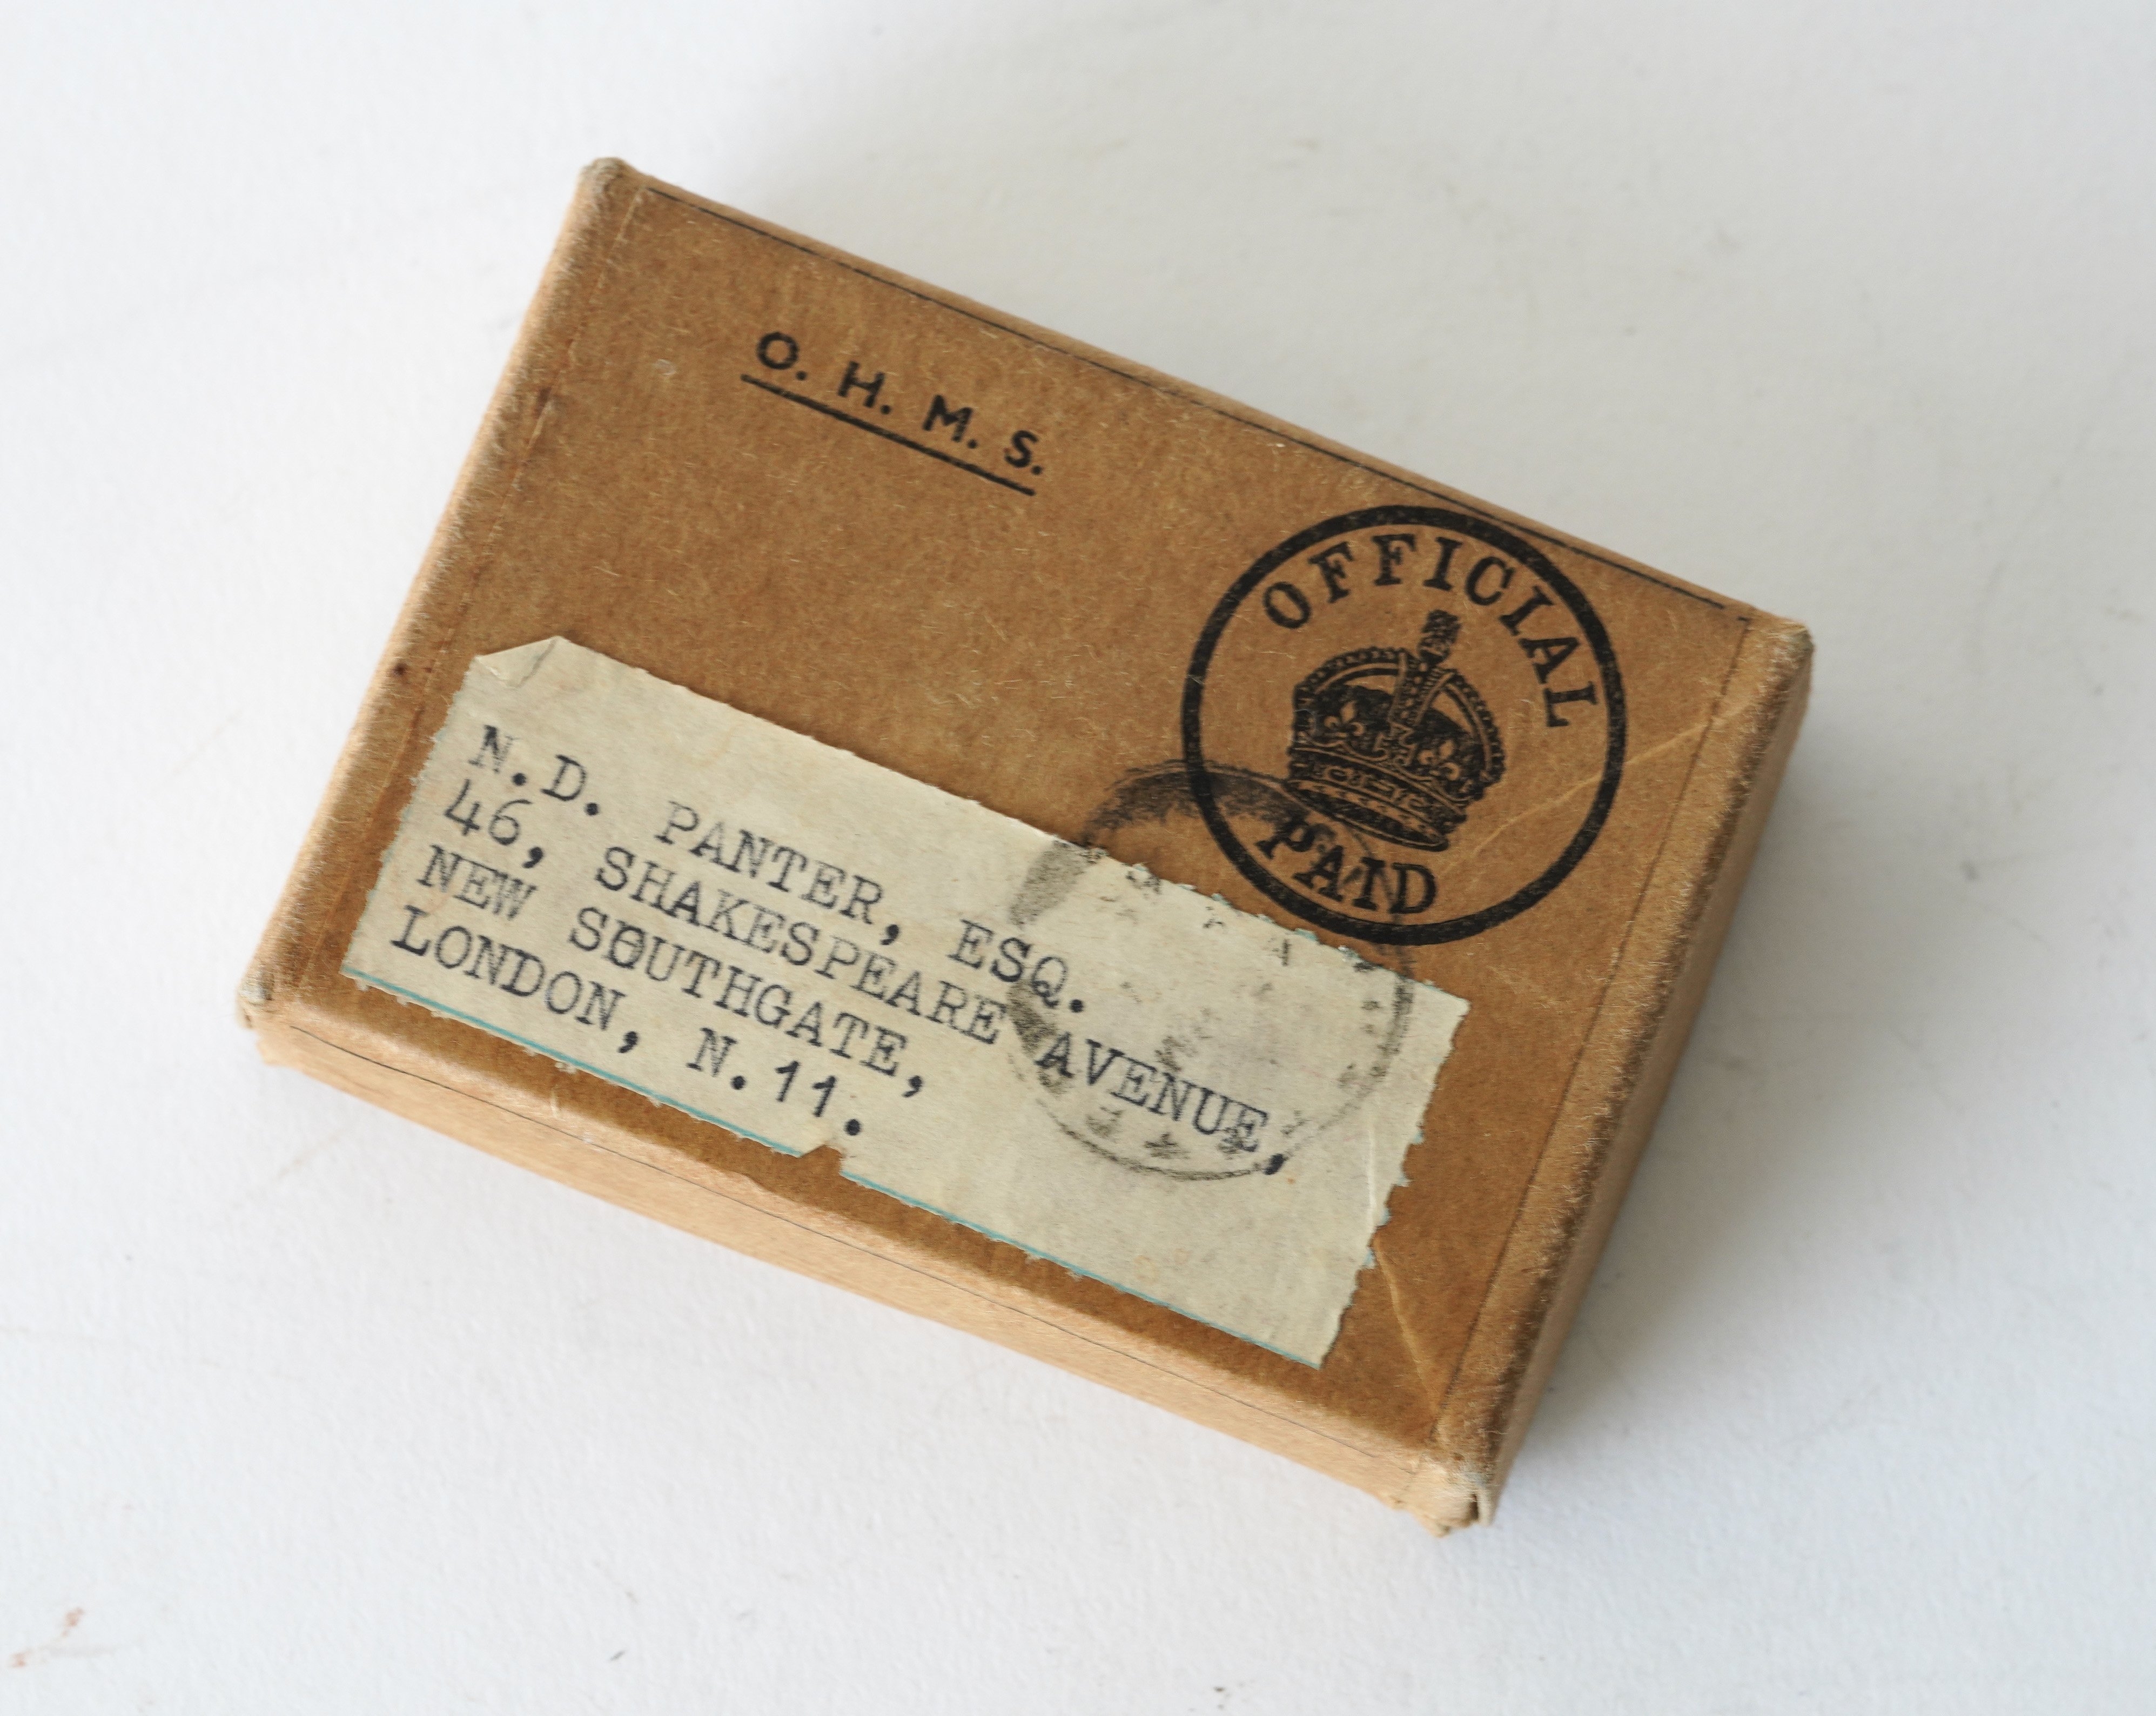 O. H. M. S.
OFFICIAL
PAID
N.D. PANTER, ESQ.
46, SHAKESPEARE AVENUE,
NEW SOUTHGATE,
LONDON, N.11.